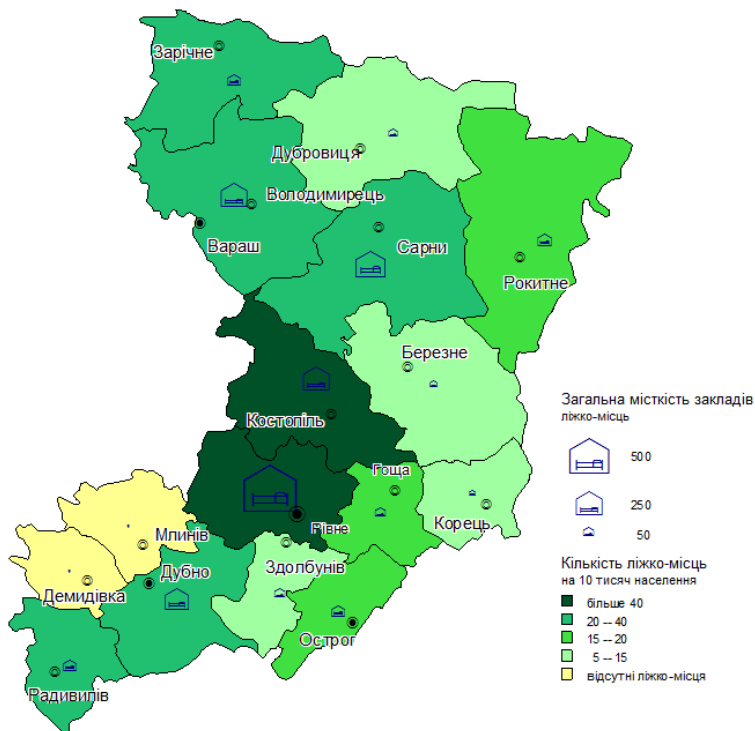 Зарічне
Дубровиця
Володимирець
Вараш
Сарни
Рокитне
Березне
Костопіль
Гоща
Рівне
Корець
Млинів
Здолбунів
Дубно
Демидівка
Острог
Радивилів
Загальна місткість закладів
ліжко-місць
500
250
50
Кількість ліжко-місць
на 10 тисяч населення
більше 40
20 -- 40
15 -- 20
5 -- 15
відсутні ліжко-місця